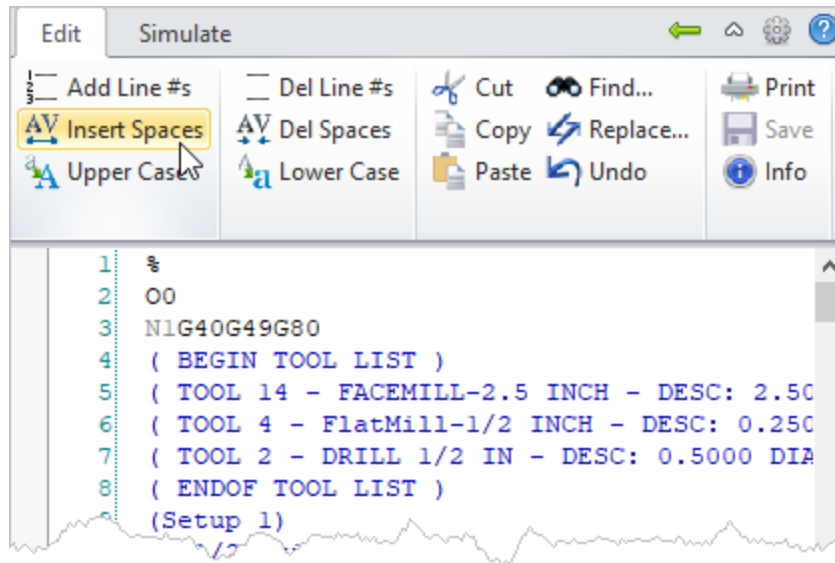 Edit Simulate
Add Line #s Del Line #s Cut Find... Print
Insert Spaces Del Spaces Copy Replace... Save
Upper Case Lower Case Paste Undo Info
1 %
2 O0
3 N1G40G49G80
4 ( BEGIN TOOL LIST )
5 ( TOOL 14 - FACEMILL-2.5 INCH - DESC: 2.50
6 ( TOOL 4 - FlatMill-1/2 INCH - DESC: 0.250
7 ( TOOL 2 - DRILL 1/2 IN - DESC: 0.5000 DIA
8 ( ENDOF TOOL LIST )
(Setup 1)